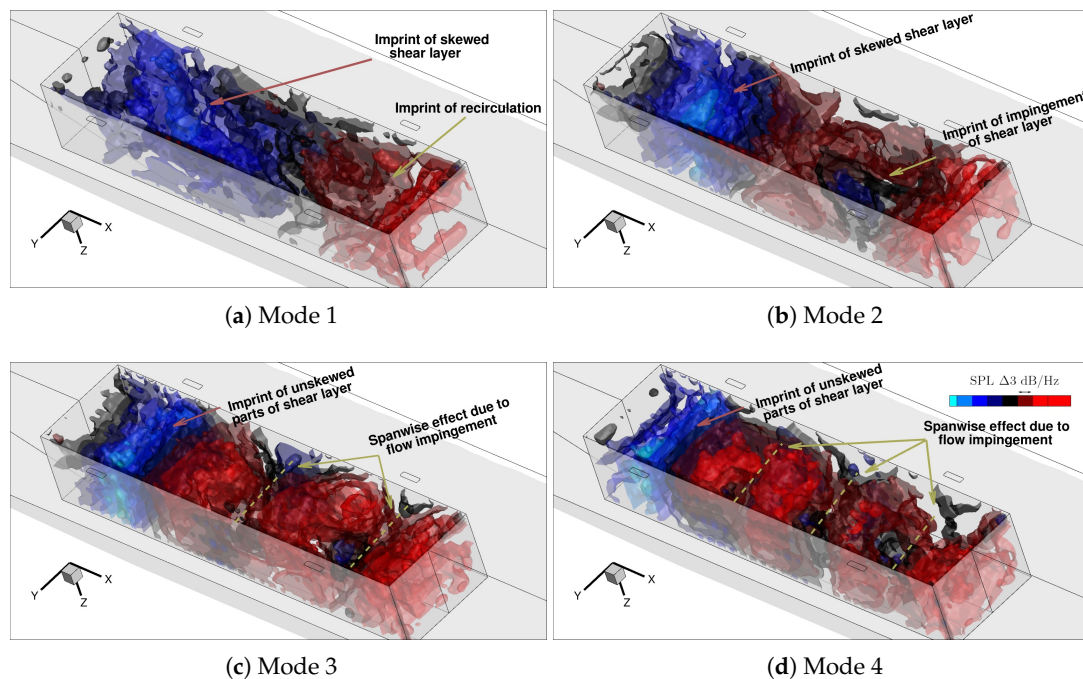 Imprint of skewed
shear layer
Imprint of recirculation
X
Y
Z
(a) Mode 1
Imprint of skewed shear layer
Imprint of impingement
of shear layer
X
Y
Z
(b) Mode 2
Imprint of unskewed
parts of shear layer
Spanwise effect due to
flow impingement
X
Y
Z
(c) Mode 3
Imprint of unskewed
parts of shear layer
SPL Δ3 dB/Hz
Spanwise effect due to
flow impingement
X
Y
Z
(d) Mode 4